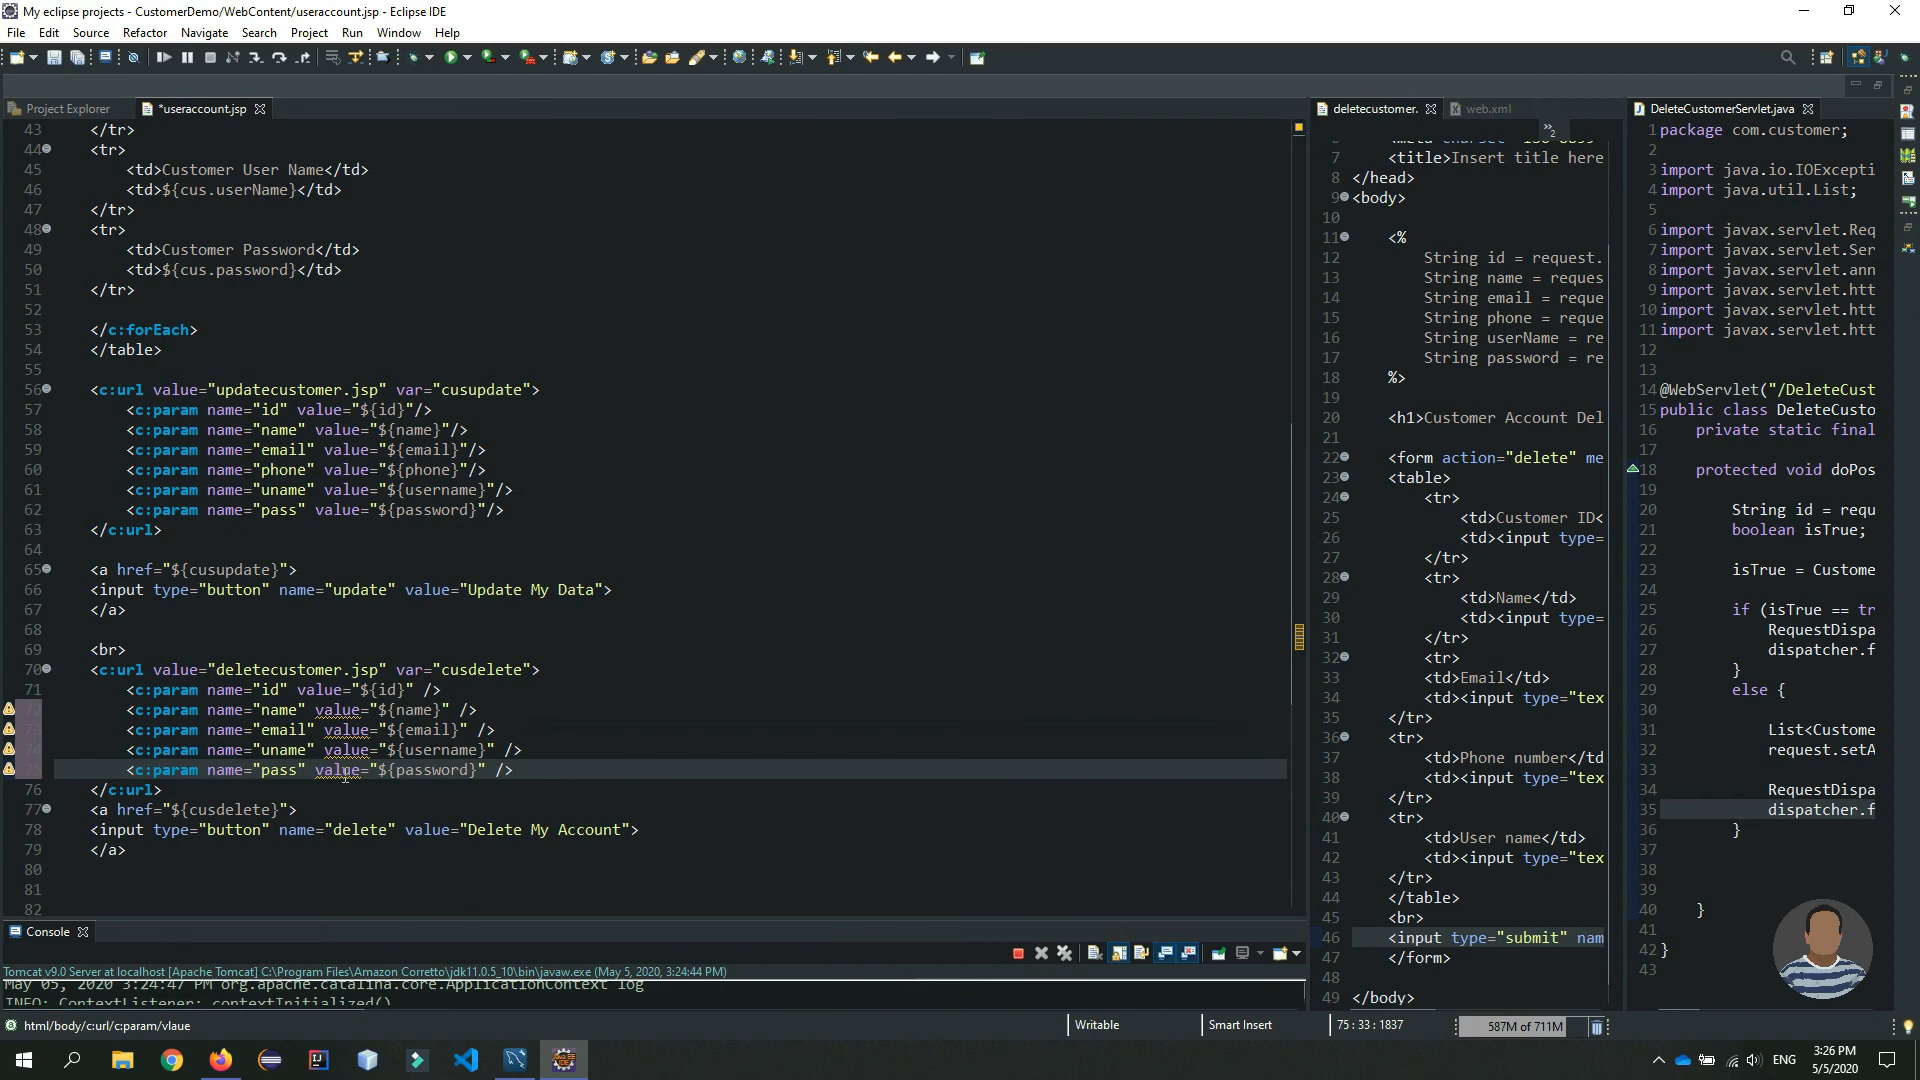 My eclipse projects - CustomerDemo/WebContent/useraccount.jsp - Eclipse IDE
File Edit Source Refactor Navigate Search Project Run Window Help
Project Explorer
*useraccount.jsp
43 </tr>
44 <tr>
45 <td>Customer User Name</td>
46 <td>${cus.userName}</td>
47 </tr>
48 <tr>
49 <td>Customer Password</td>
50 <td>${cus.password}</td>
51 </tr>
52
53 </c:forEach>
54 </table>
55
56 <c:url value="updatecustomer.jsp" var="cusupdate">
57 <c:param name="id" value="${id}"/>
58 <c:param name="name" value="${name}"/>
59 <c:param name="email" value="${email}"/>
60 <c:param name="phone" value="${phone}"/>
61 <c:param name="uname" value="${username}"/>
62 <c:param name="pass" value="${password}"/>
63 </c:url>
64
65 <a href="${cusupdate}">
66 <input type="button" name="update" value="Update My Data">
67 </a>
68
69 <br>
70 <c:url value="deletecustomer.jsp" var="cusdelete">
71 <c:param name="id" value="${id}" />
72 <c:param name="name" value="${name}" />
73 <c:param name="email" value="${email}" />
74 <c:param name="uname" value="${username}" />
75 <c:param name="pass" value="${password}" />
76 </c:url>
77 <a href="${cusdelete}">
78 <input type="button" name="delete" value="Delete My Account">
79 </a>
80
81
82
deletecustomer.
web.xml
»2
7 <title>Insert title here
8 </head>
9 <body>
10
11 <%
12 String id = request.
13 String name = reques
14 String email = reque
15 String phone = reque
16 String userName = re
17 String password = re
18 %>
19
20 <h1>Customer Account Del
21
22 <form action="delete" me
23 <table>
24 <tr>
25 <td>Customer ID<
26 <td><input type=
27 </tr>
28 <tr>
29 <td>Name</td>
30 <td><input type=
31 </tr>
32 <tr>
33 <td>Email</td>
34 <td><input type="tex
35 </tr>
36 <tr>
37 <td>Phone number</td
38 <td><input type="tex
39 </tr>
40 <tr>
41 <td>User name</td>
42 <td><input type="tex
43 </tr>
44 </table>
45 <br>
46 <input type="submit" nam
47 </form>
48
49 </body>
DeleteCustomerServlet.java
1 package com.customer;
2
3 import java.io.IOExcepti
4 import java.util.List;
5
6 import javax.servlet.Req
7 import javax.servlet.Ser
8 import javax.servlet.ann
9 import javax.servlet.htt
10 import javax.servlet.htt
11 import javax.servlet.htt
12
13
14 @WebServlet("/DeleteCust
15 public class DeleteCusto
16 private static final
17
18 protected void doPos
19
20 String id = requ
21 boolean isTrue;
22
23 isTrue = Custome
24
25 if (isTrue == tr
26 RequestDispa
27 dispatcher.f
28 }
29 else {
30
31 List<Custome
32 request.setA
33
34 RequestDispa
35 dispatcher.f
36 }
37
38
39
40 }
41
42 }
43
Console
Tomcat v9.0 Server at localhost [Apache Tomcat] C:\Program Files\Amazon Corretto\jdk11.0.5_10\bin\javaw.exe (May 5, 2020, 3:24:44 PM)
May 05, 2020 3:24:47 PM org.apache.catalina.core.ApplicationContext log
INFO: ContextListener: contextInitialized()
html/body/c:url/c:param/vlaue
Writable
Smart Insert
75 : 33 : 1837
587M of 711M
ENG
3:26 PM
5/5/2020